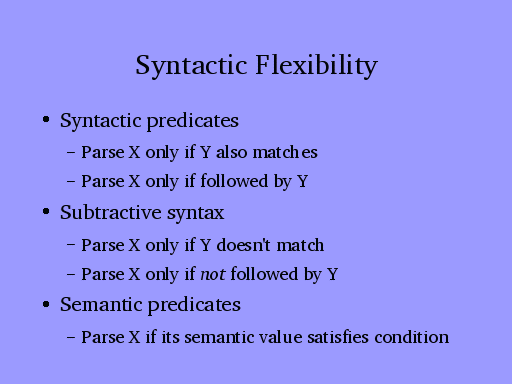 Syntactic Flexibility
• Syntactic predicates
– Parse X only if Y also matches
– Parse X only if followed by Y
• Subtractive syntax
– Parse X only if Y doesn't match
– Parse X only if not followed by Y
• Semantic predicates
– Parse X if its semantic value satisfies condition